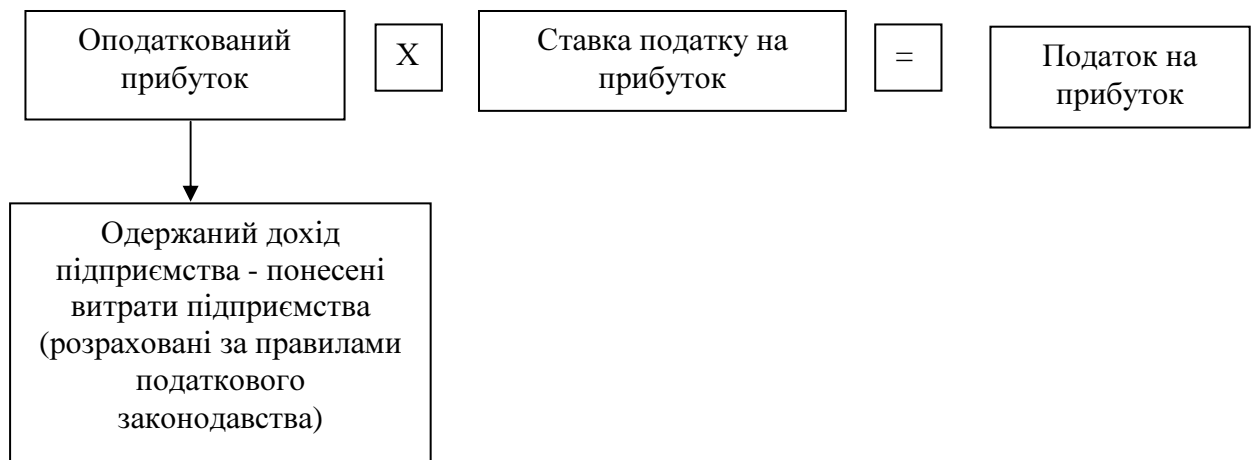 Оподаткований
прибуток
X
Ставка податку на
прибуток
=
Податок на
прибуток
Одержаний дохід
підприємства - понесені
витрати підприємства
(розраховані за правилами
податкового
законодавства)